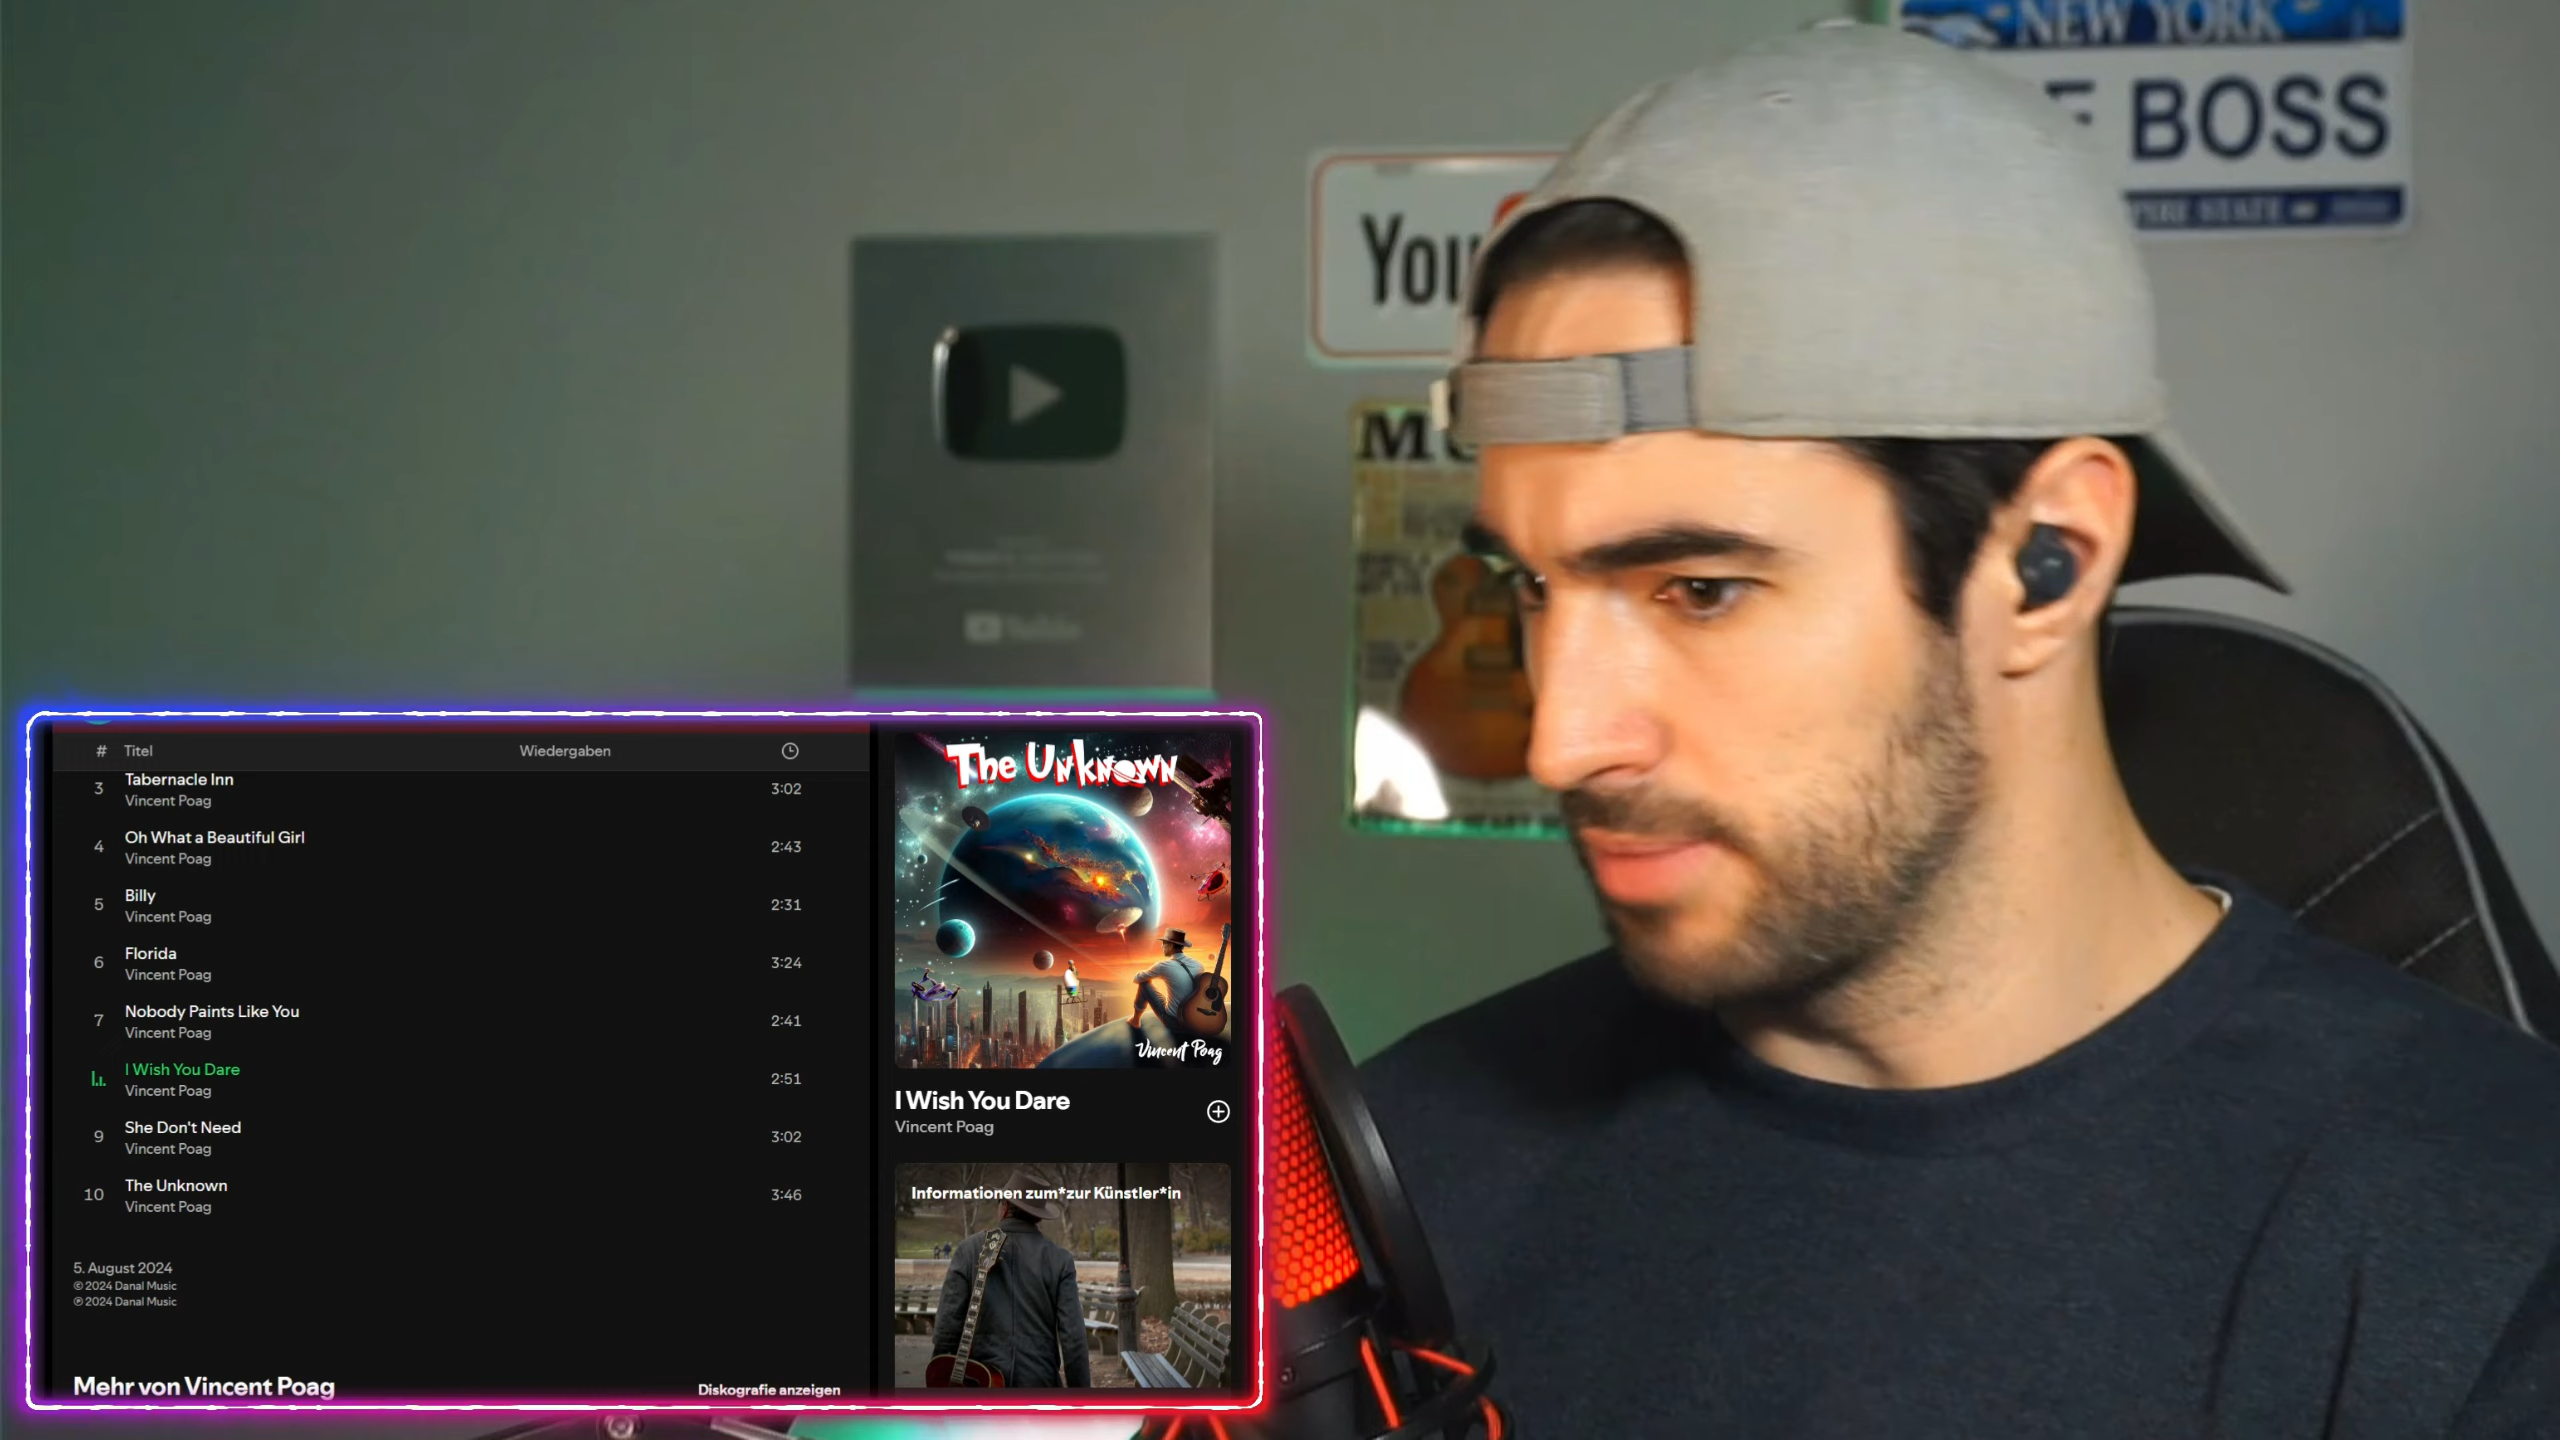 NEW YORK
BOSS
PIRE STATE
You
YouTube
# Titel Wiedergaben
3 Tabernacle Inn 3:02
Vincent Poag
4 Oh What a Beautiful Girl 2:43
Vincent Poag
5 Billy 2:31
Vincent Poag
6 Florida 3:24
Vincent Poag
7 Nobody Paints Like You 2:41
Vincent Poag
I Wish You Dare 2:51
Vincent Poag
9 She Don't Need 3:02
Vincent Poag
10 The Unknown 3:46
Vincent Poag
5. August 2024
© 2024 Danal Music
℗ 2024 Danal Music
Mehr von Vincent Poag
Diskografie anzeigen
The Unknown
Vincent Poag
I Wish You Dare
Vincent Poag
Informationen zum*zur Künstler*in